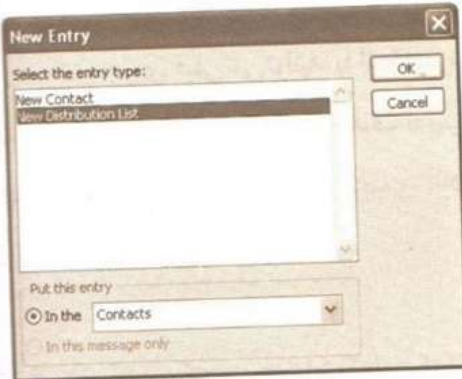 New Entry
Select the entry type:
New Contact
New Distribution List
OK
Cancel
Put this entry
In the Contacts
In this message only